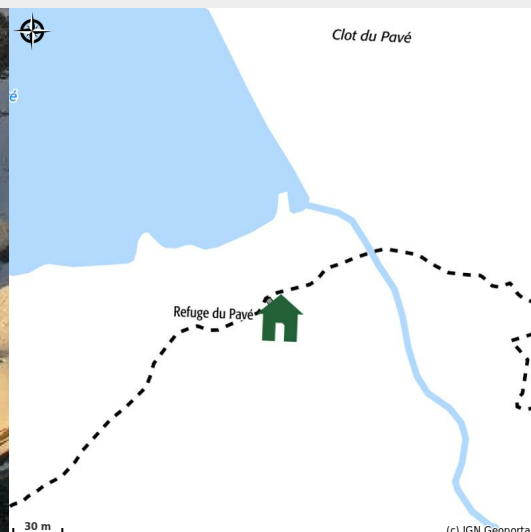 Clot du Pavé
é
Refuge du Pavé
30 m
(c) IGN Geoporta